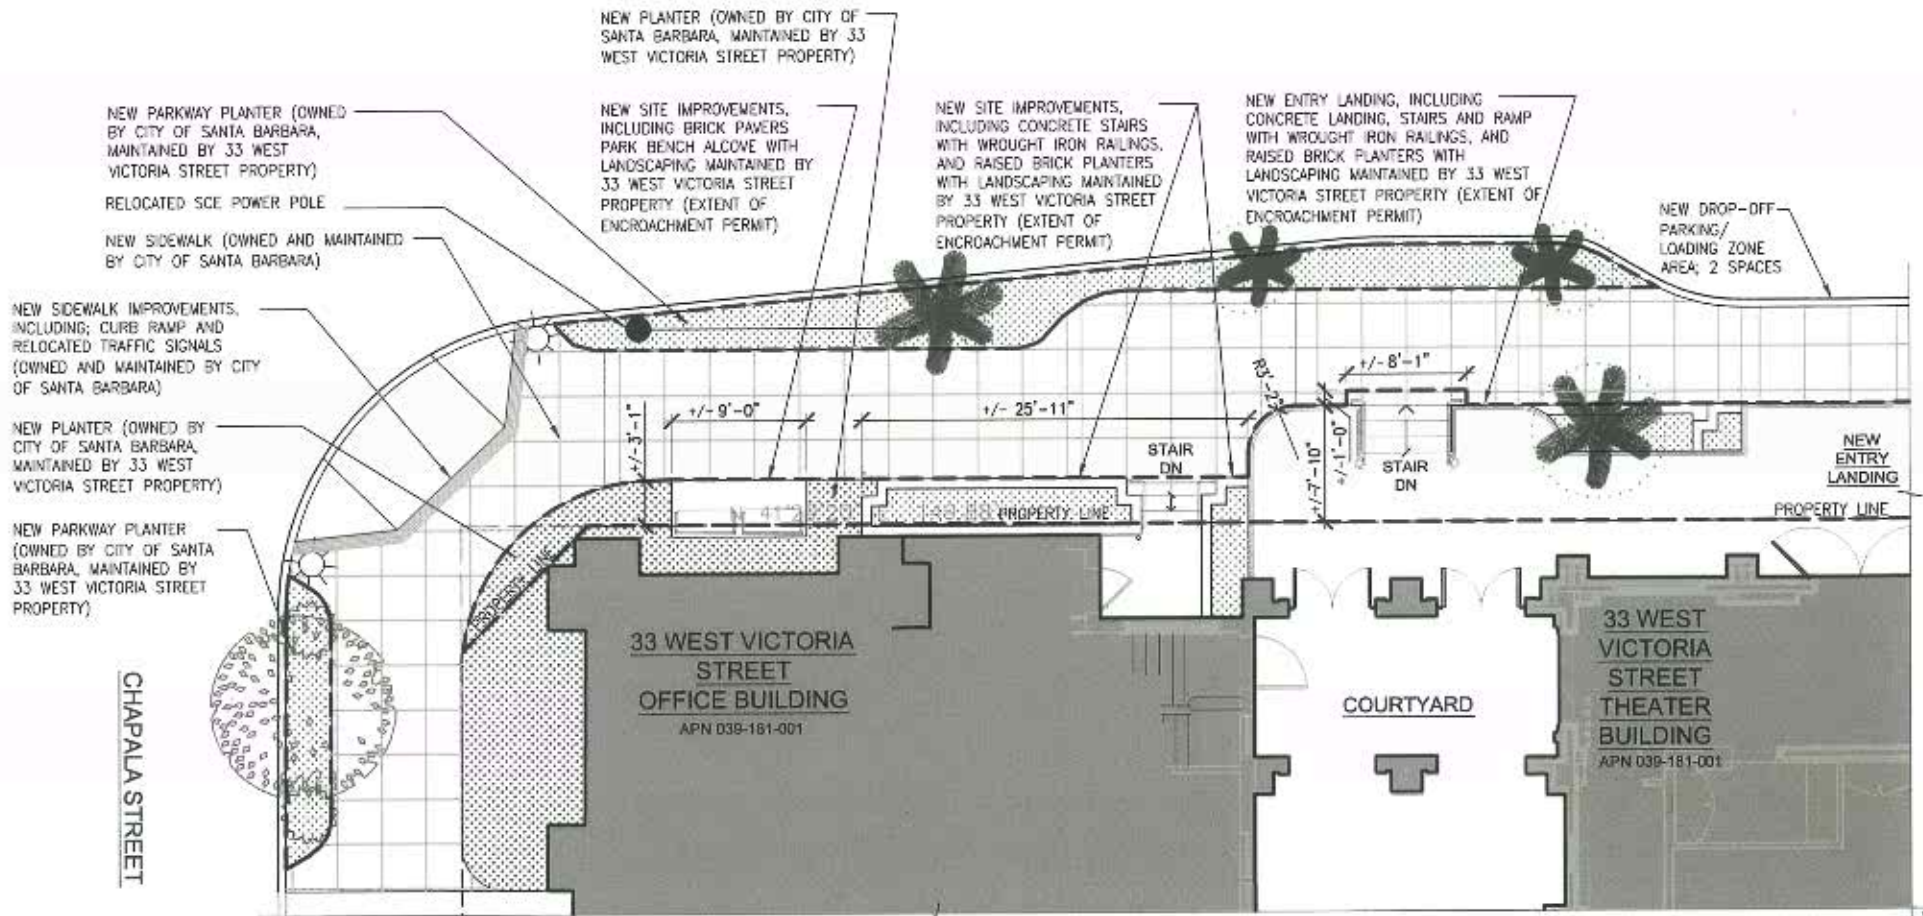 NEW PLANTER (OWNED BY CITY OF
SANTA BARBARA, MAINTAINED BY 33
WEST VICTORIA STREET PROPERTY)
NEW PARKWAY PLANTER (OWNED
BY CITY OF SANTA BARBARA,
MAINTAINED BY 33 WEST
VICTORIA STREET PROPERTY)
RELOCATED SCE POWER POLE
NEW SIDEWALK (OWNED AND MAINTAINED
BY CITY OF SANTA BARBARA)
NEW SIDEWALK IMPROVEMENTS,
INCLUDING; CURB RAMP AND
RELOCATED TRAFFIC SIGNALS
(OWNED AND MAINTAINED BY CITY
OF SANTA BARBARA)
NEW PLANTER (OWNED BY
CITY OF SANTA BARBARA,
MAINTAINED BY 33 WEST
VICTORIA STREET PROPERTY)
NEW PARKWAY PLANTER
(OWNED BY CITY OF SANTA
BARBARA, MAINTAINED BY
33 WEST VICTORIA STREET
PROPERTY)
NEW SITE IMPROVEMENTS,
INCLUDING BRICK PAVERS
PARK BENCH ALCOVE WITH
LANDSCAPING MAINTAINED BY
33 WEST VICTORIA STREET
PROPERTY (EXTENT OF
ENCROACHMENT PERMIT)
NEW SITE IMPROVEMENTS,
INCLUDING CONCRETE STAIRS
WITH WROUGHT IRON RAILINGS,
AND RAISED BRICK PLANTERS
WITH LANDSCAPING MAINTAINED
BY 33 WEST VICTORIA STREET
PROPERTY (EXTENT OF
ENCROACHMENT PERMIT)
NEW ENTRY LANDING, INCLUDING
CONCRETE LANDING, STAIRS AND RAMP
WITH WROUGHT IRON RAILINGS, AND
RAISED BRICK PLANTERS WITH
LANDSCAPING MAINTAINED BY 33 WEST
VICTORIA STREET PROPERTY (EXTENT OF
ENCROACHMENT PERMIT)
NEW DROP-OFF
PARKING/
LOADING ZONE
AREA; 2 SPACES
+/- 3'-1"
+/- 9'-0"
+/- 25'-11"
R3'-2"
+/- 8'-1"
+/-7'-10"
+/-1'-0"
STAIR
DN
STAIR
DN
NEW
ENTRY
LANDING
PROPERTY LINE
PROPERTY LINE
PROPERTY LINE
33 WEST VICTORIA
STREET
OFFICE BUILDING
APN 039-181-001
COURTYARD
33 WEST
VICTORIA
STREET
THEATER
BUILDING
APN 039-181-001
CHAPALA STREET